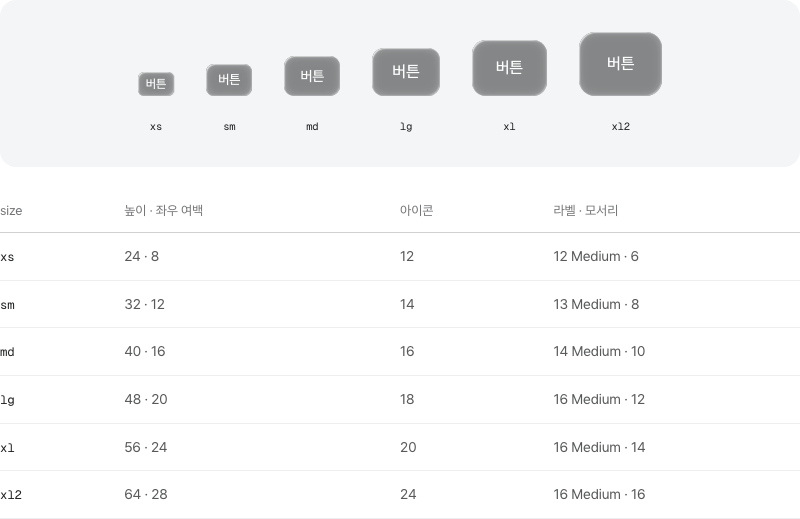 버튼 버튼 버튼 버튼 버튼 버튼
xs sm md lg xl xl2
size 높이 · 좌우 여백 아이콘 라벨 · 모서리
xs 24 · 8 12 12 Medium · 6
sm 32 · 12 14 13 Medium · 8
md 40 · 16 16 14 Medium · 10
lg 48 · 20 18 16 Medium · 12
xl 56 · 24 20 16 Medium · 14
xl2 64 · 28 24 16 Medium · 16